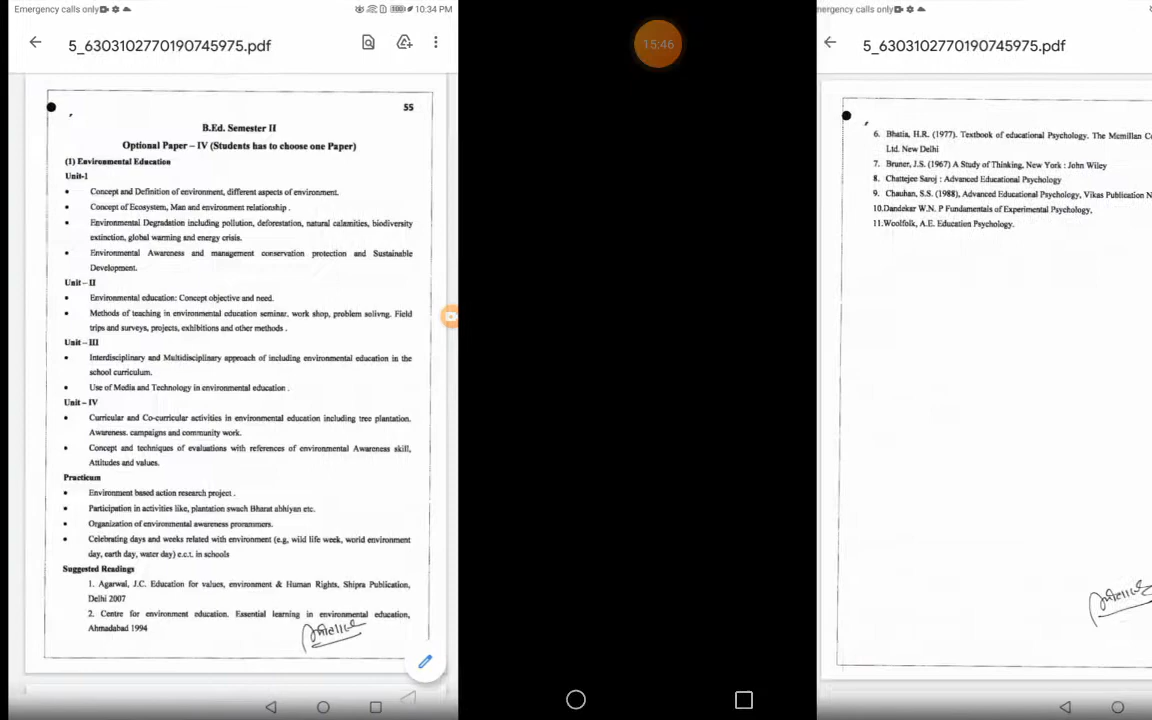 Emergency calls only
10:34 PM
5_6303102770190745975.pdf
55
B.Ed. Semester II
Optional Paper – IV (Students has to choose one Paper)
(1) Environmental Education
Unit-1
• Concept and Definition of environment, different aspects of environment.
• Concept of Ecosystem, Man and environment relationship .
• Environmental Degradation including pollution, deforestation, natural calamities, biodiversity
extinction, global warming and energy crisis.
• Environmental Awareness and management conservation protection and Sustainable
Development.
Unit – II
• Environmental education: Concept objective and need.
• Methods of teaching in environmental education seminar, work shop, problem solivng. Field
trips and surveys, projects, exhibitions and other methods .
Unit – III
• Interdisciplinary and Multidisciplinary approach of including environmental education in the
school curriculum.
• Use of Media and Technology in environmental education .
Unit – IV
• Curricular and Co-curricular activities in environmental education including tree plantation.
Awareness. campaigns and community work.
• Concept and techniques of evaluations with references of environmental Awareness skill,
Attitudes and values.
Practicum
• Environment based action research project .
• Participation in activities like, plantation swach Bharat abhiyan etc.
• Organization of environmental awareness prorammers.
• Celebrating days and weeks related with environment (e.g, wild life week, world environment
day, earth day, water day) e.c.t. in schools
Suggested Readings
1. Agarwal, J.C. Education for values, environment & Human Rights, Shipra Publication,
Delhi 2007
2. Centre for environment education. Essential learning in environmental education,
Ahmadabad 1994
15:46
nergency calls only
5_6303102770190745975.pdf
6. Bhatia, H.R. (1977). Textbook of educational Psychology. The Mcmillan C
Ltd. New Delhi
7. Bruner, J.S. (1967) A Study of Thinking, New York : John Wiley
8. Chattejee Saroj : Advanced Educational Psychology
9. Chauhan, S.S. (1988), Advanced Educational Psychology, Vikas Publication N
10.Dandekar W.N. P Fundamentals of Experimental Psychology,
11.Woolfolk, A.E. Education Psychology.